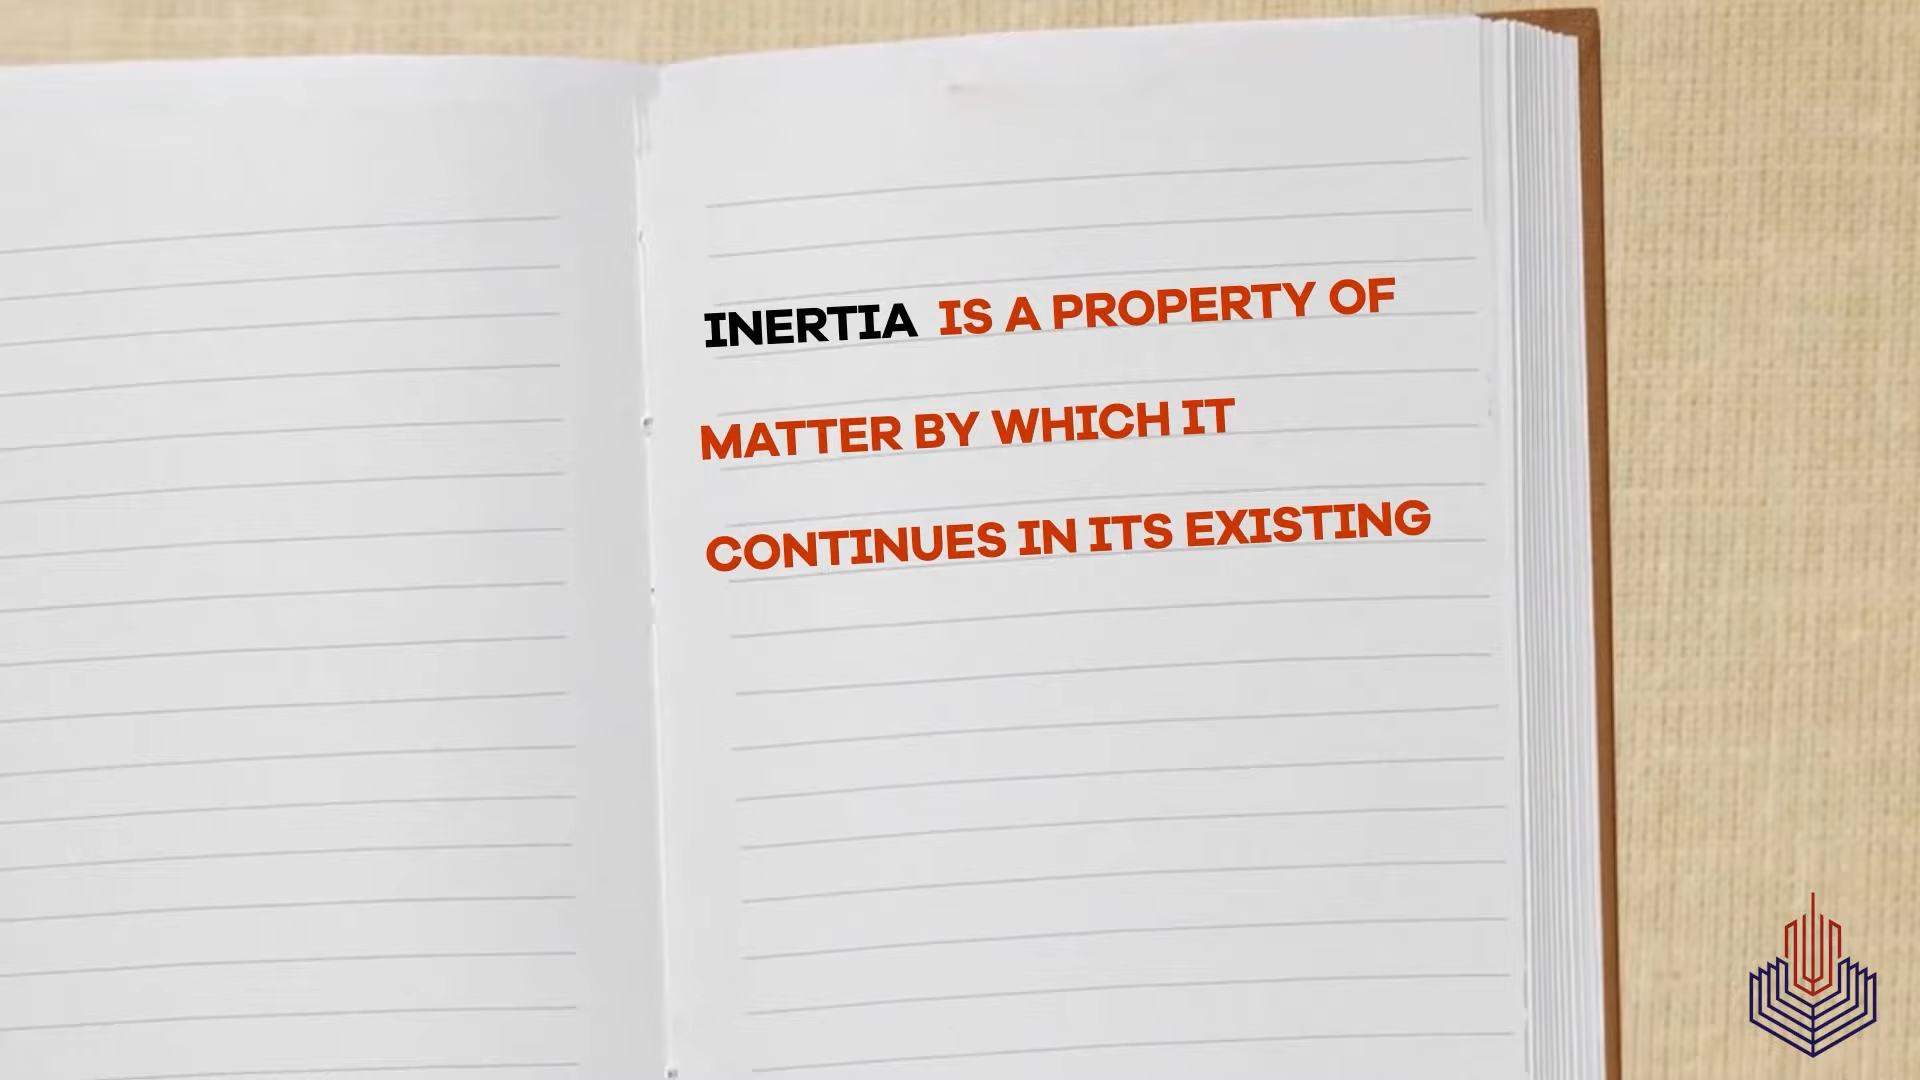 INERTIA IS A PROPERTY OF
MATTER BY WHICH IT
CONTINUES IN ITS EXISTING